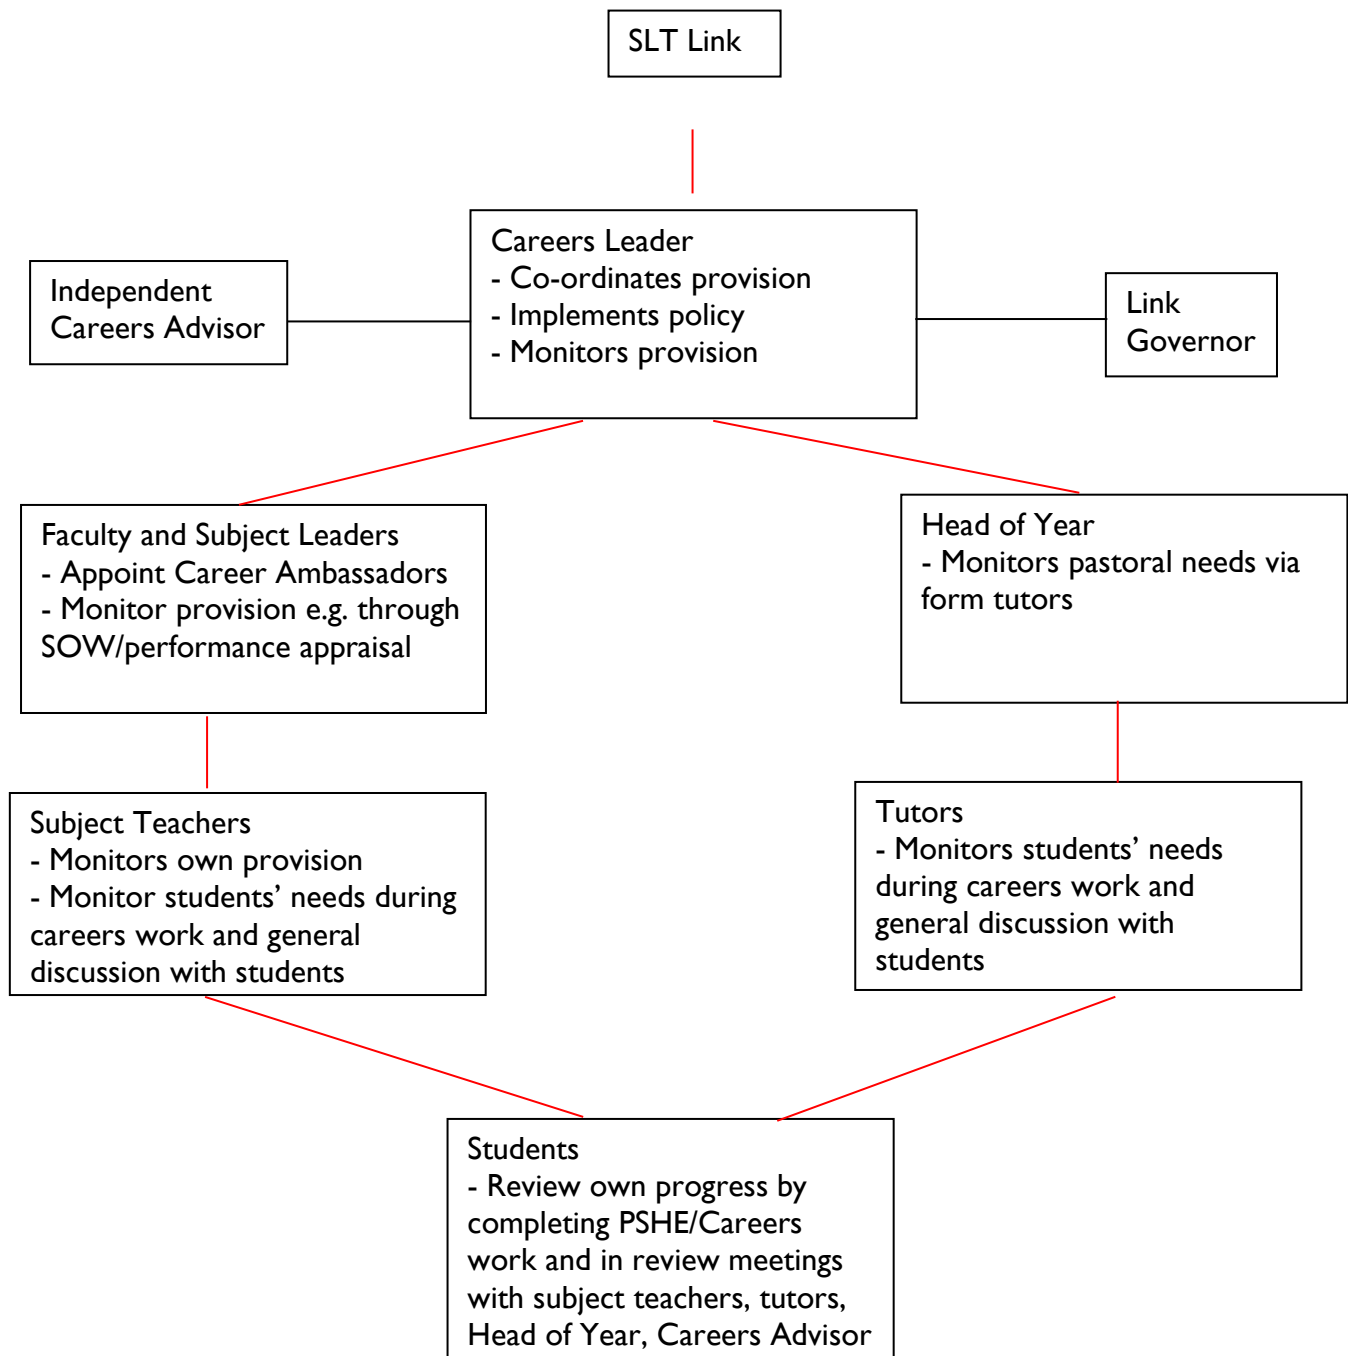 SLT Link
Careers Leader
- Co-ordinates provision
- Implements policy
- Monitors provision
Independent
Careers Advisor
Link
Governor
Faculty and Subject Leaders
- Appoint Career Ambassadors
- Monitor provision e.g. through
SOW/performance appraisal
Head of Year
- Monitors pastoral needs via
form tutors
Subject Teachers
- Monitors own provision
- Monitor students’ needs during
careers work and general
discussion with students
Tutors
- Monitors students’ needs
during careers work and
general discussion with
students
Students
- Review own progress by
completing PSHE/Careers
work and in review meetings
with subject teachers, tutors,
Head of Year, Careers Advisor